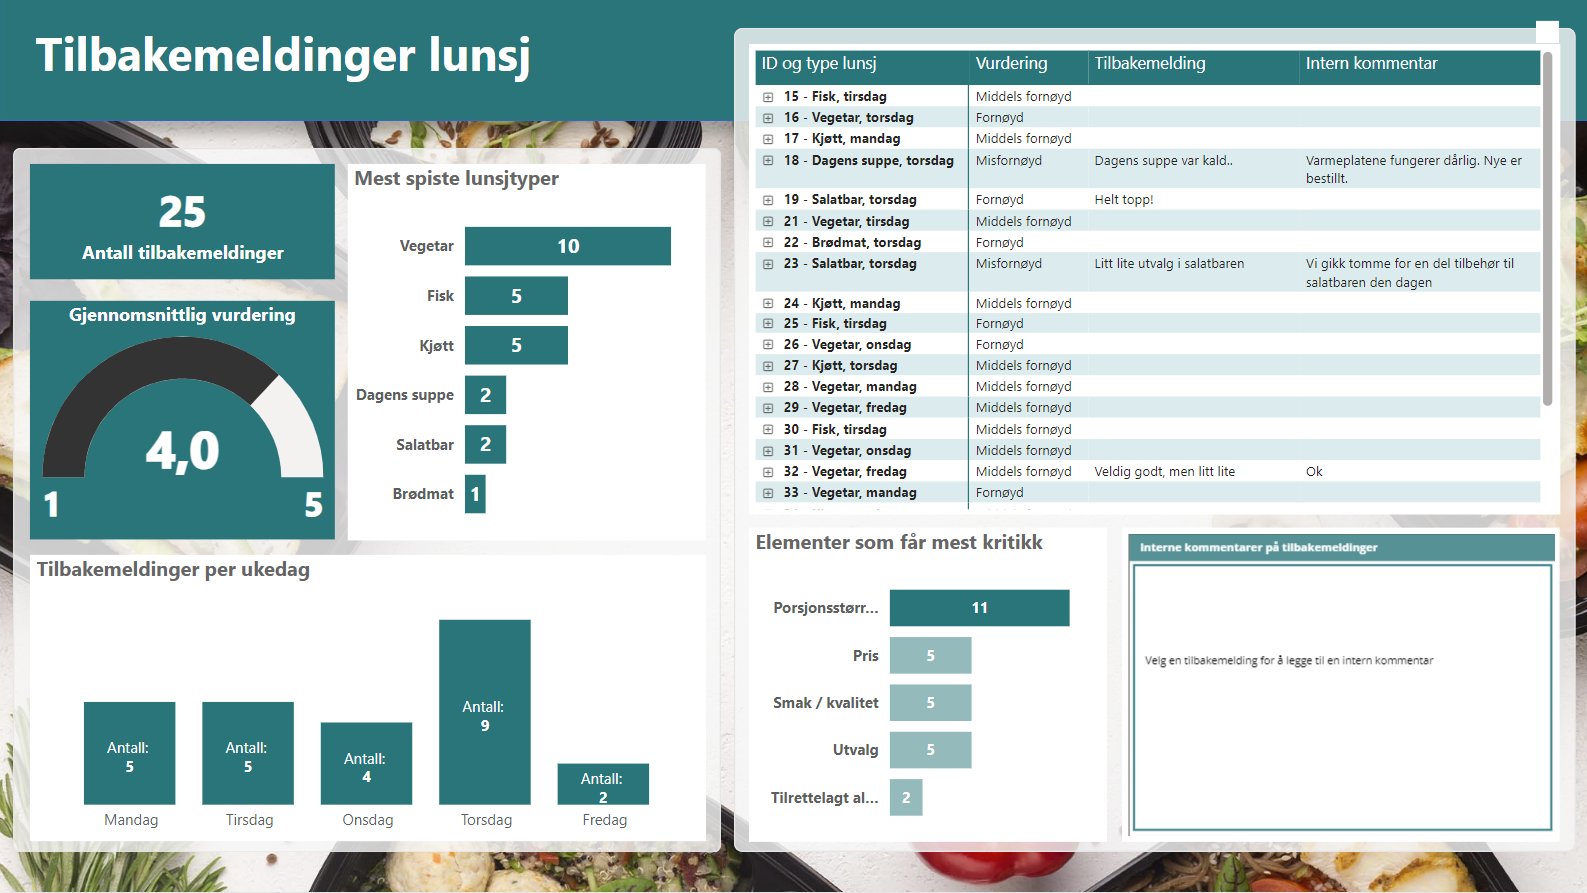 Tilbakemeldinger lunsj
25
Antall tilbakemeldinger
Gjennomsnittlig vurdering
4,0
1
5
Mest spiste lunsjtyper
Vegetar 10
Fisk 5
Kjøtt 5
Dagens suppe 2
Salatbar 2
Brødmat 1
Tilbakemeldinger per ukedag
Antall: 5
Antall: 5
Antall: 4
Antall: 9
Antall: 2
Mandag Tirsdag Onsdag Torsdag Fredag
ID og type lunsj Vurdering Tilbakemelding Intern kommentar
15 - Fisk, tirsdag Middels fornøyd
16 - Vegetar, torsdag Fornøyd
17 - Kjøtt, mandag Middels fornøyd
18 - Dagens suppe, torsdag Misfornøyd Dagens suppe var kald.. Varmeplatene fungerer dårlig. Nye er
bestillt.
19 - Salatbar, torsdag Fornøyd Helt topp!
21 - Vegetar, tirsdag Middels fornøyd
22 - Brødmat, torsdag Fornøyd
23 - Salatbar, torsdag Misfornøyd Litt lite utvalg i salatbaren Vi gikk tomme for en del tilbehør til
salatbaren den dagen
24 - Kjøtt, mandag Middels fornøyd
25 - Fisk, tirsdag Fornøyd
26 - Vegetar, onsdag Fornøyd
27 - Kjøtt, torsdag Middels fornøyd
28 - Vegetar, mandag Middels fornøyd
29 - Vegetar, fredag Middels fornøyd
30 - Fisk, tirsdag Middels fornøyd
31 - Vegetar, onsdag Middels fornøyd
32 - Vegetar, fredag Middels fornøyd Veldig godt, men litt lite Ok
33 - Vegetar, mandag Fornøyd
Elementer som får mest kritikk
Porsjonsstørr... 11
Pris 5
Smak / kvalitet 5
Utvalg 5
Tilrettelagt al... 2
Interne kommentarer på tilbakemeldinger
Velg en tilbakemelding for å legge til en intern kommentar